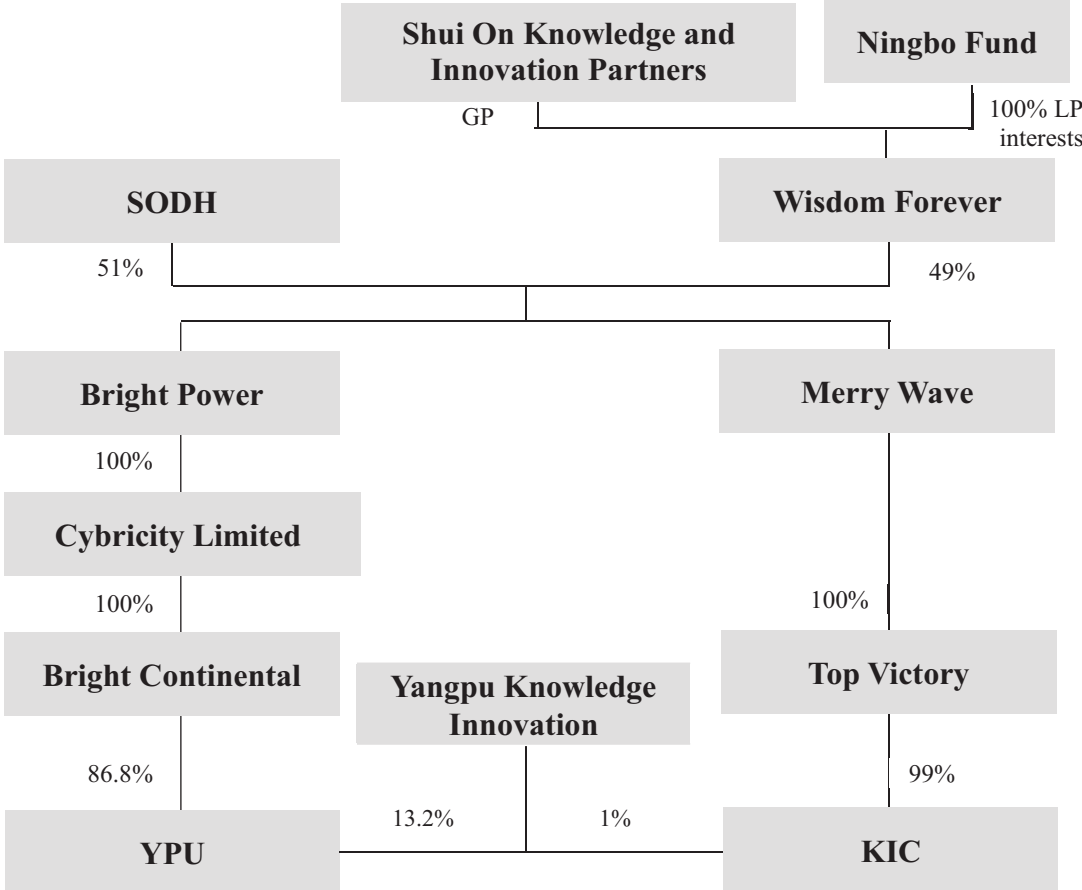 Shui On Knowledge and
Innovation Partners
Ningbo Fund
GP
100% LP
interests
SODH
Wisdom Forever
51%
49%
Bright Power
Merry Wave
100%
Cybricity Limited
100%
100%
Bright Continental
Yangpu Knowledge
Innovation
Top Victory
86.8%
99%
13.2%
1%
YPU
KIC